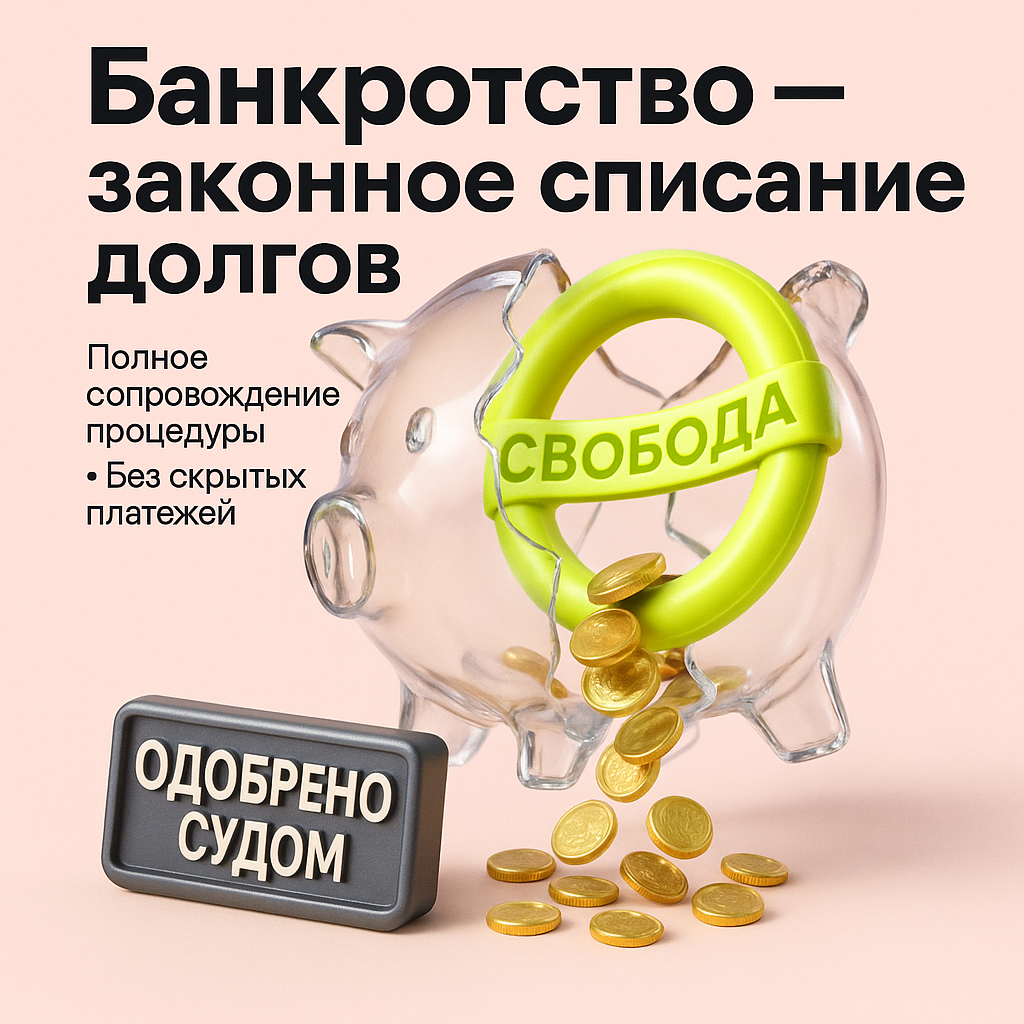 Банкротство —
законное списание
долгов
Полное
сопровождение
процедуры
• Без скрытых
платежей
СВОБОДА
ОДОБРЕНО
СУДОМ